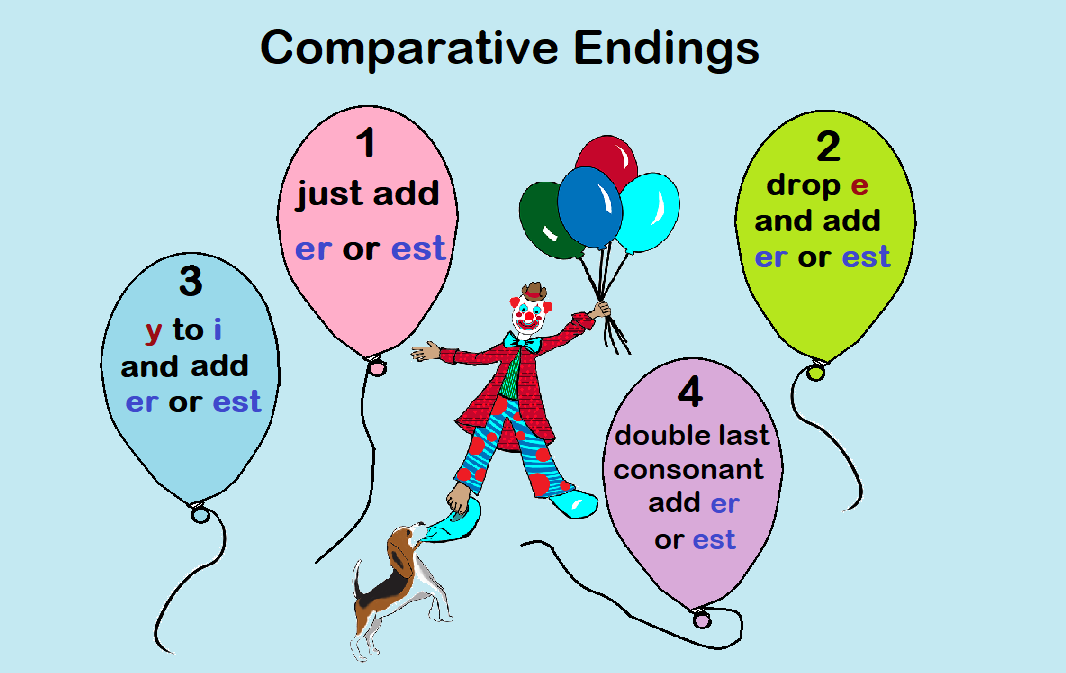 Comparative Endings
1
just add
er or est
2
drop e
and add
er or est
3
y to i
and add
er or est
4
double last
consonant
add er
or est